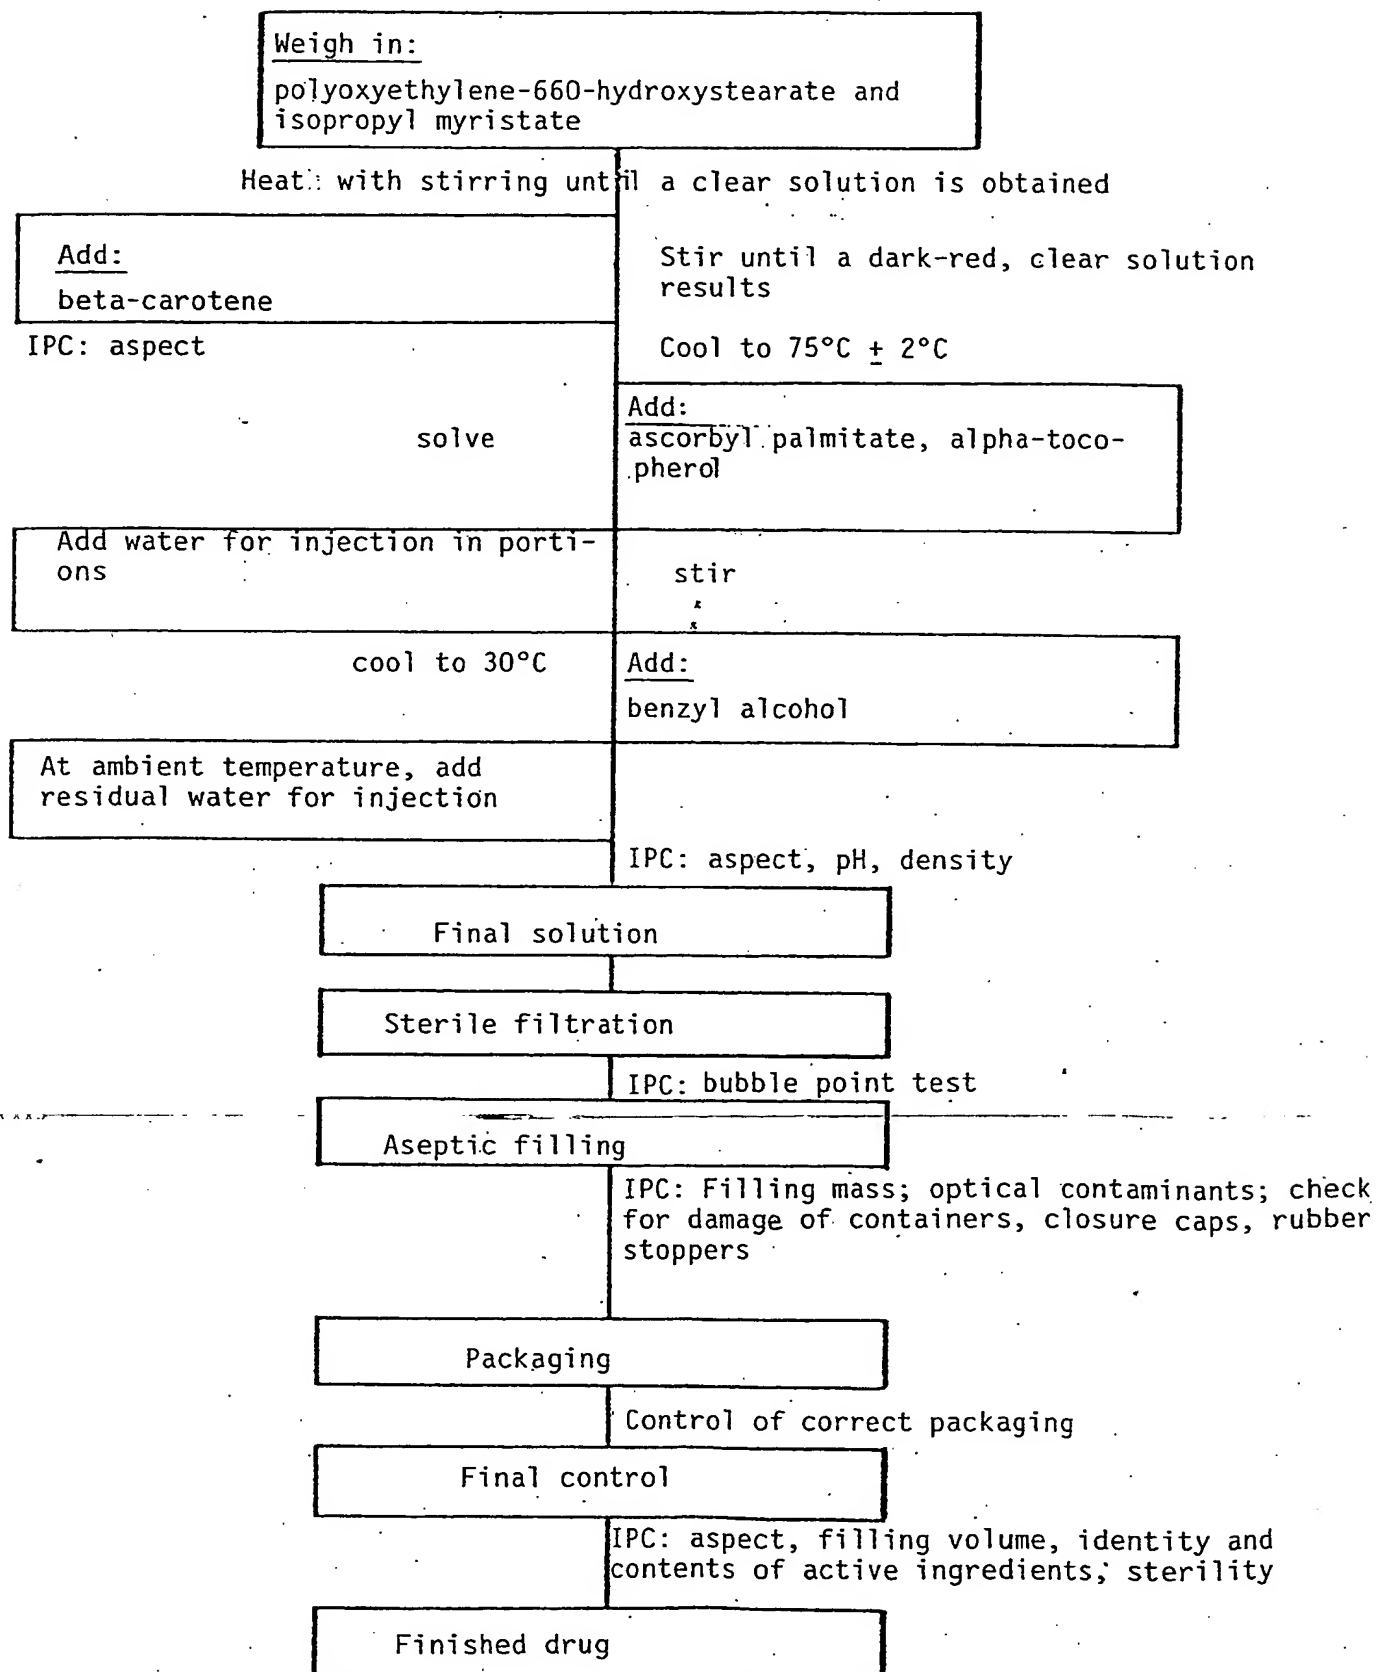 Weigh in:
polyoxyethylene-660-hydroxystearate and
isopropyl myristate
Heat: with stirring until a clear solution is obtained
Add:
beta-carotene
Stir until a dark-red, clear solution
results
IPC: aspect
Cool to 75°C ± 2°C
Add:
ascorbyl palmitate, alpha-toco-
pherol
solve
Add water for injection in porti-
ons
stir
cool to 30°C
Add:
benzyl alcohol
At ambient temperature, add
residual water for injection
IPC: aspect, pH, density
Final solution
Sterile filtration
IPC: bubble point test
Aseptic filling
IPC: Filling mass; optical contaminants; check
for damage of containers, closure caps, rubber
stoppers
Packaging
Control of correct packaging
Final control
IPC: aspect, filling volume, identity and
contents of active ingredients; sterility
Finished drug